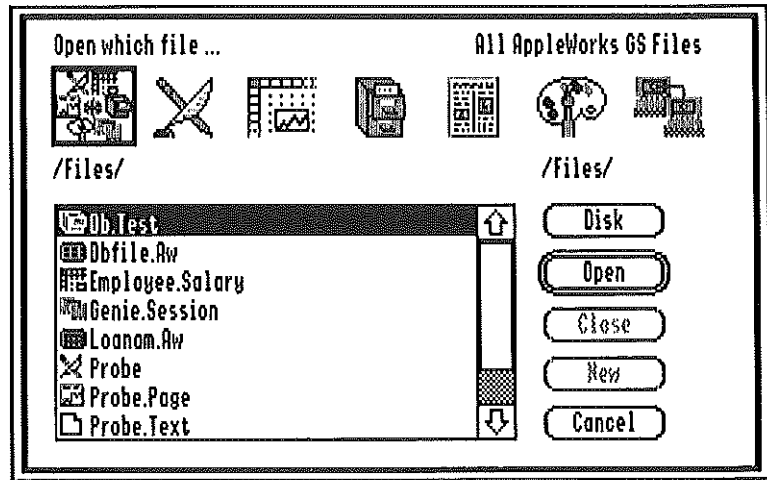 Open which file ...
All AppleWorks GS Files
/Files/
/Files/
Db.Test
Dbfile.Aw
Employee.Salary
Genie.Session
Loanam.Aw
Probe
Probe.Page
Probe.Text
Disk
Open
Close
New
Cancel